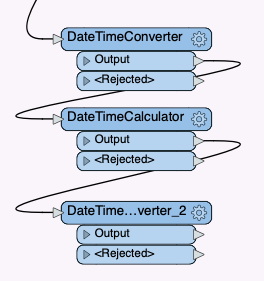 DateTimeConverter
Output
<Rejected>
DateTimeCalculator
Output
<Rejected>
DateTime...verter_2
Output
<Rejected>